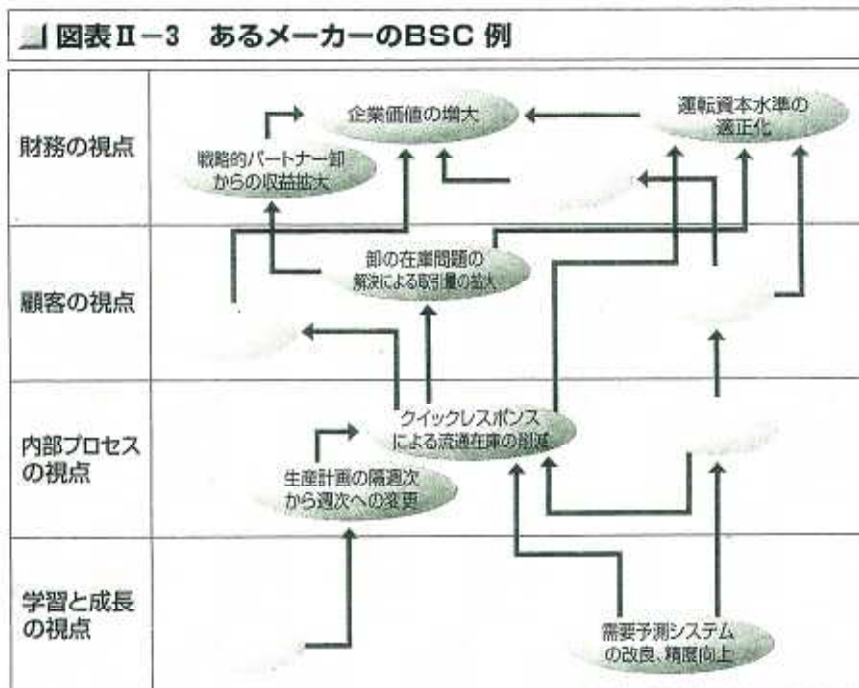 図表Ⅱ−3 あるメーカーのBSC 例
財務の視点
企業価値の増大
運転資本水準の
適正化
戦略的パートナー卸
からの収益拡大
顧客の視点
卸の在庫問題の
解決による取引量の拡大
内部プロセス
の視点
クイックレスポンス
による流通在庫の削減
生産計画の隔週次
から週次への変更
学習と成長
の視点
需要予測システム
の改良、精度向上